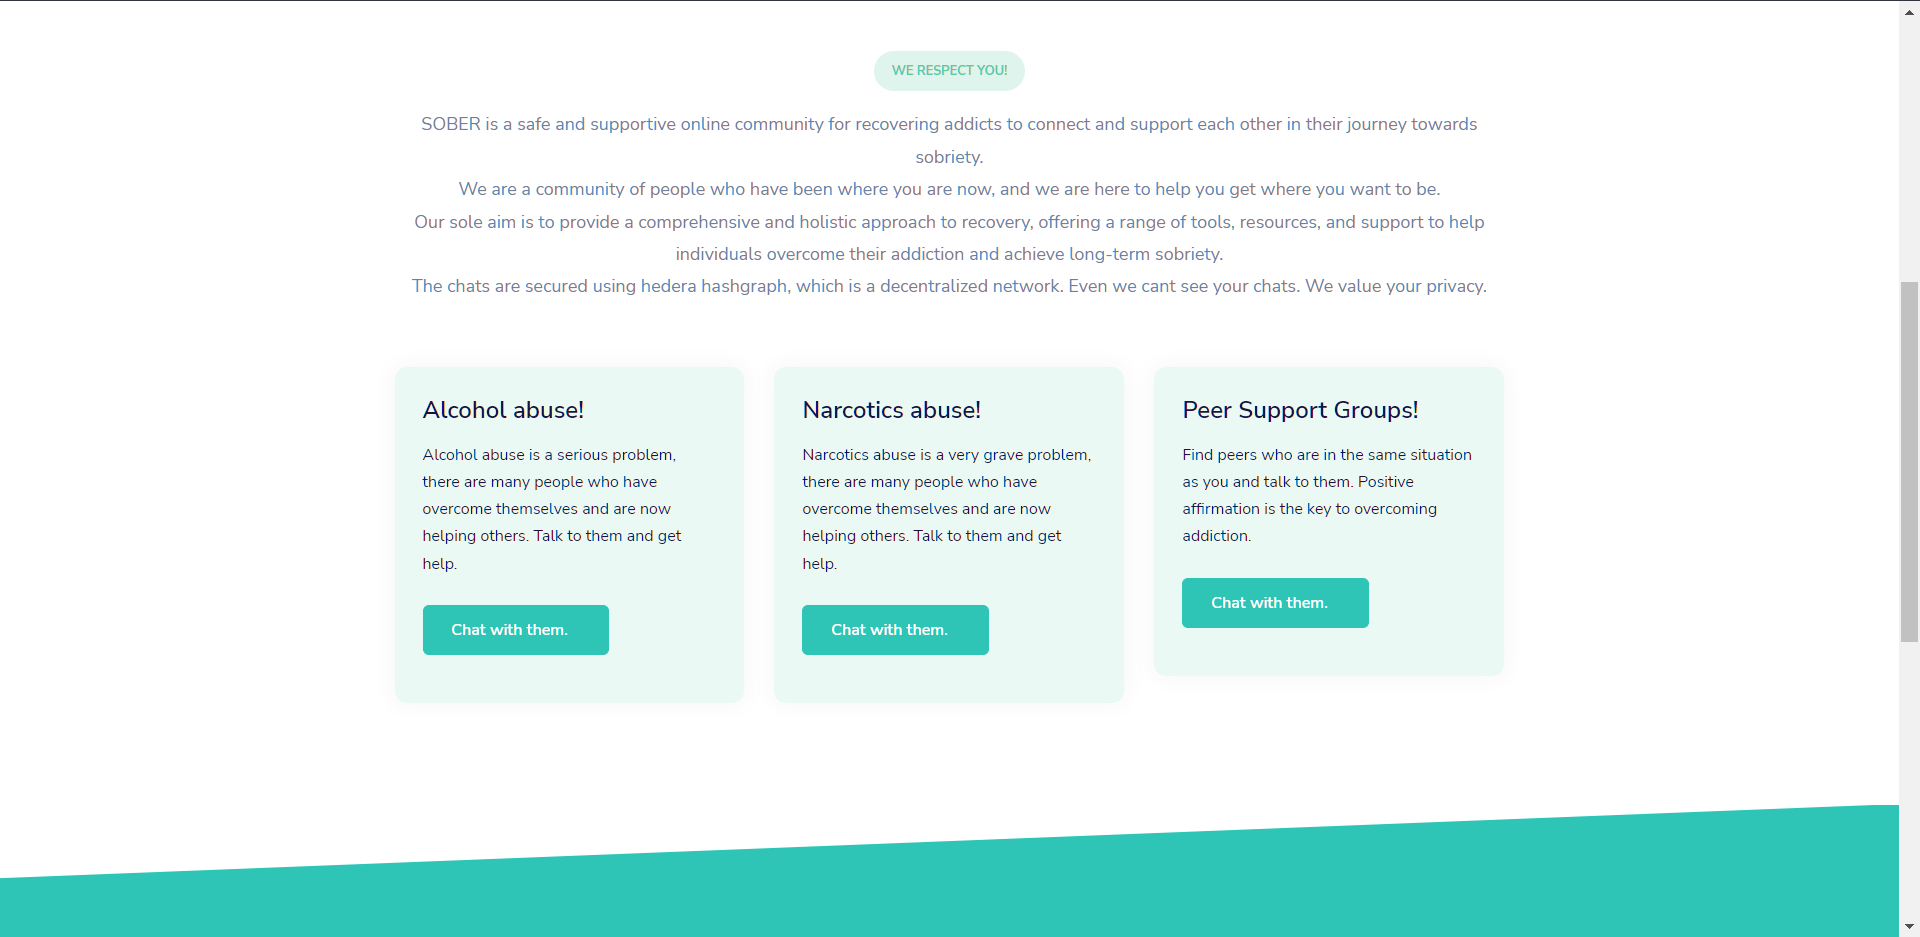 WE RESPECT YOU!
SOBER is a safe and supportive online community for recovering addicts to connect and support each other in their journey towards
sobriety.
We are a community of people who have been where you are now, and we are here to help you get where you want to be.
Our sole aim is to provide a comprehensive and holistic approach to recovery, offering a range of tools, resources, and support to help
individuals overcome their addiction and achieve long-term sobriety.
The chats are secured using hedera hashgraph, which is a decentralized network. Even we cant see your chats. We value your privacy.
Alcohol abuse!
Alcohol abuse is a serious problem,
there are many people who have
overcome themselves and are now
helping others. Talk to them and get
help.
Chat with them.
Narcotics abuse!
Narcotics abuse is a very grave problem,
there are many people who have
overcome themselves and are now
helping others. Talk to them and get
help.
Chat with them.
Peer Support Groups!
Find peers who are in the same situation
as you and talk to them. Positive
affirmation is the key to overcoming
addiction.
Chat with them.